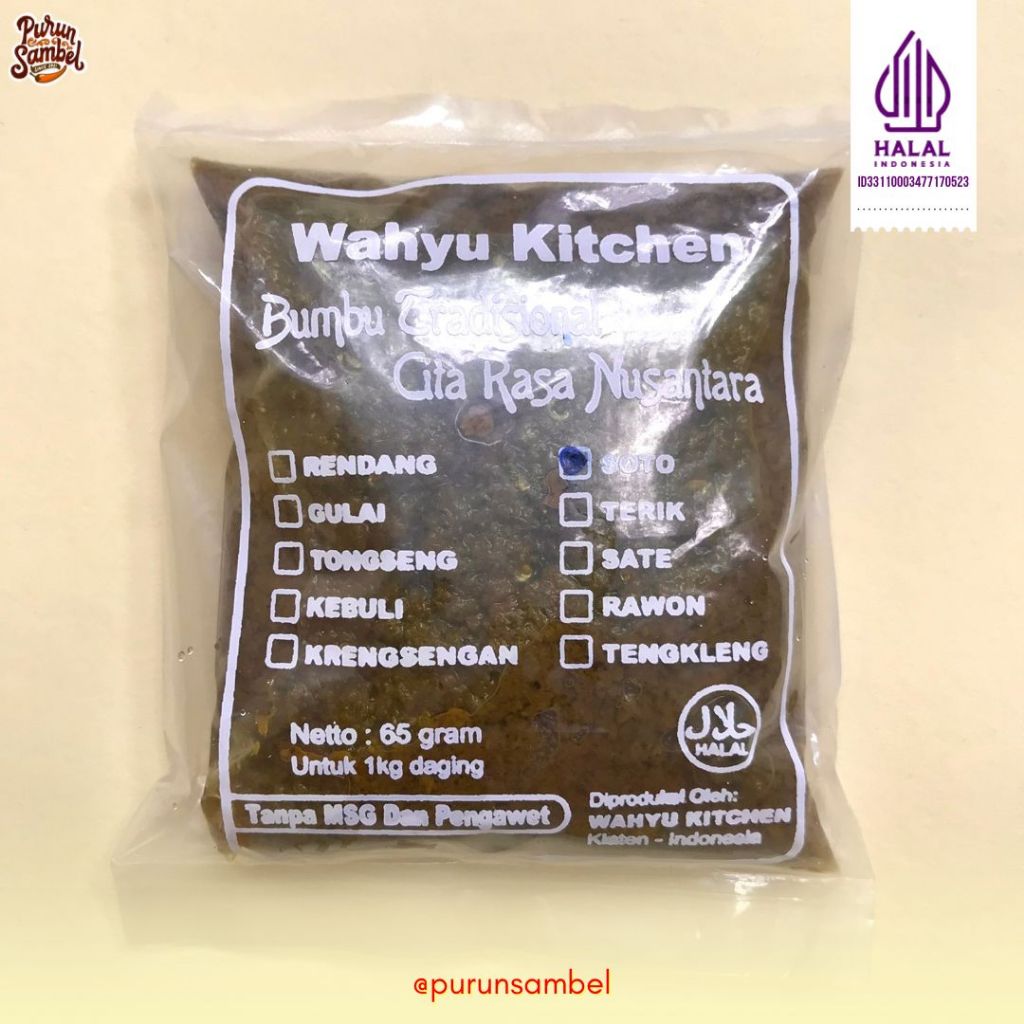 Purun
Sambel
HALAL
INDONESIA
ID33110003477170523
Wahyu Kitchen
Bumbu Tradisional
Cita Rasa Nusantara
RENDANG
SOTO
GULAI
TERIK
TONGSENG
SATE
KEBULI
RAWON
KRENGSENGAN
TENGKLENG
Netto : 65 gram
Untuk 1kg daging
حلال
HALAL
Tanpa MSG Dan Pengawet
Diproduksi Oleh:
WAHYU KITCHEN
Klaten - Indonesia
@purunsambel